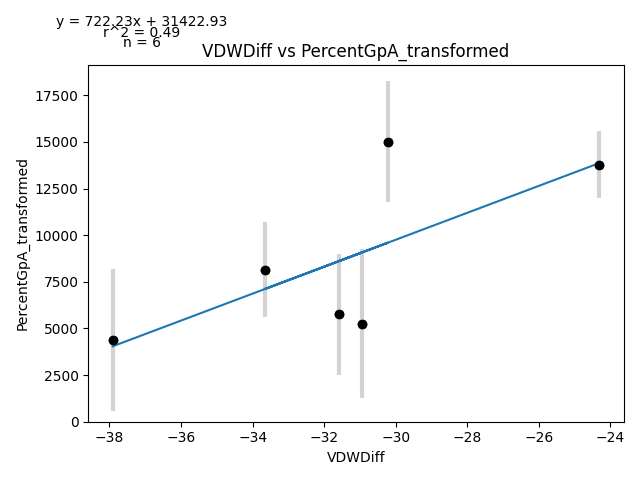 y = 722.23x + 31422.93
r^2 = 0.49
n = 6
VDWDiff vs PercentGpA_transformed
17500
15000
12500
10000
7500
5000
2500
0
PercentGpA_transformed
−38 −36 −34 −32 −30 −28 −26 −24
VDWDiff